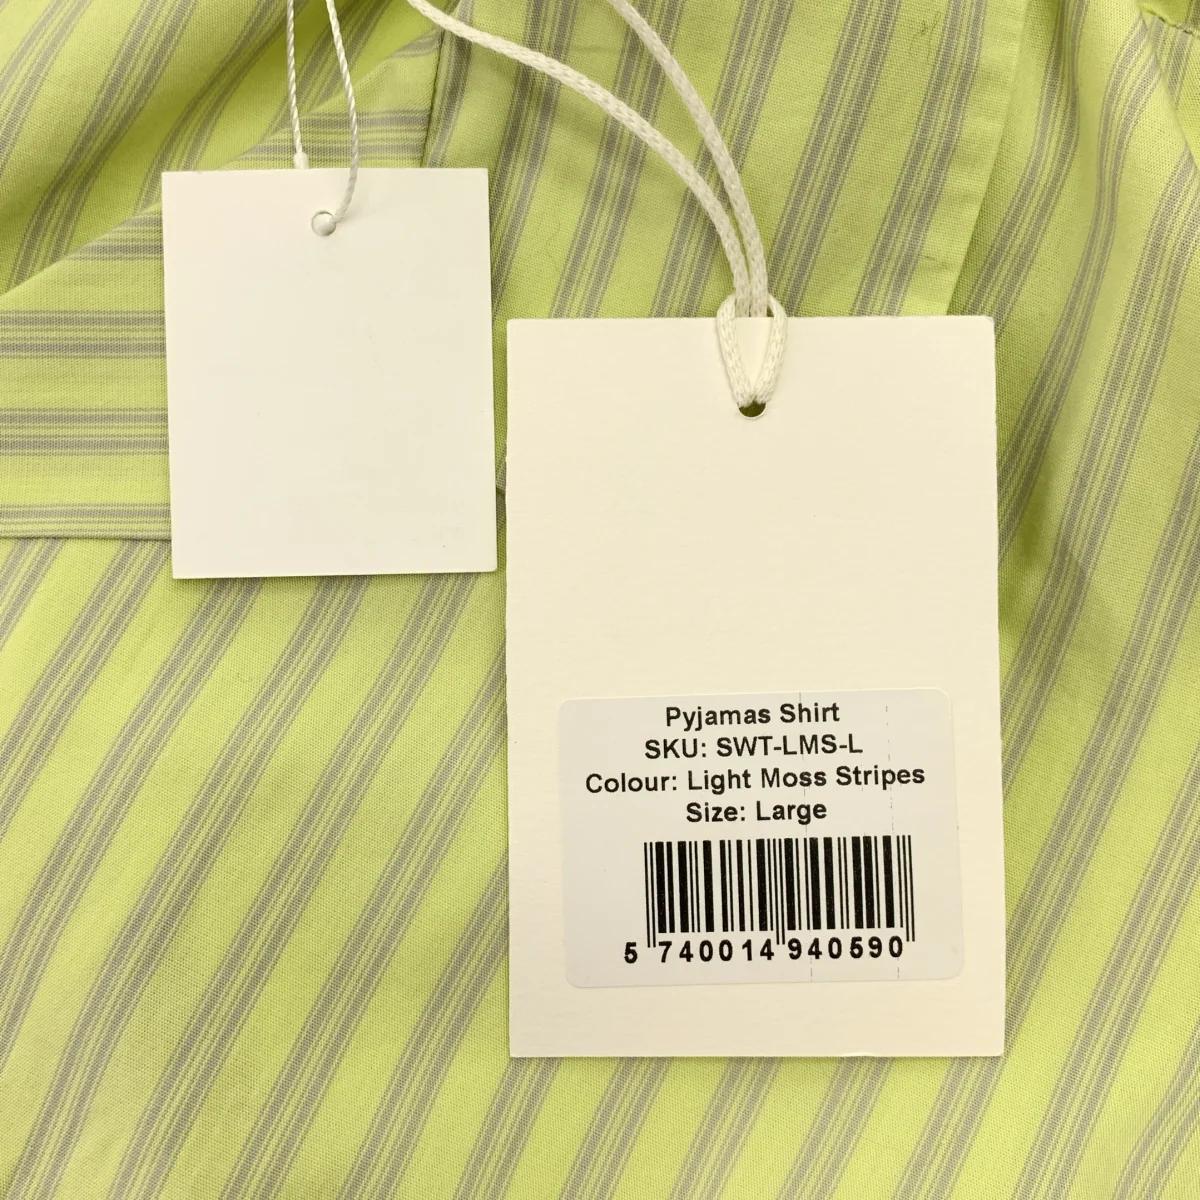 Pyjamas Shirt
SKU: SWT-LMS-L
Colour: Light Moss Stripes
Size: Large
5 740014 940590